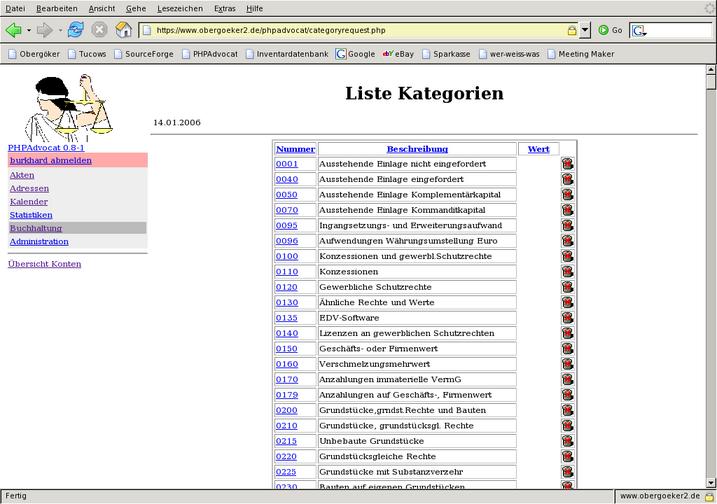 Datei Bearbeiten Ansicht Gehe Lesezeichen Extras Hilfe
https://www.obergoeker2.de/phpadvocat/categoryrequest.php Go G
Obergöker Tucows SourceForge PHPAdvocat Inventardatenbank Google eBay Sparkasse wer-weiss-was Meeting Maker
Liste Kategorien
14.01.2006
PHPAdvocat 0.8-1
burkhard abmelden
Akten
Adressen
Kalender
Statistiken
Buchhaltung
Administration
Übersicht Konten
Nummer Beschreibung Wert
0001 Ausstehende Einlage nicht eingefordert
0040 Ausstehende Einlage eingefordert
0050 Ausstehende Einlage Komplementärkapital
0070 Ausstehende Einlage Kommanditkapital
0095 Ingangsetzungs- und Erweiterungsaufwand
0096 Aufwendungen Währungsumstellung Euro
0100 Konzessionen und gewerbl.Schutzrechte
0110 Konzessionen
0120 Gewerbliche Schutzrechte
0130 Ähnliche Rechte und Werte
0135 EDV-Software
0140 Lizenzen an gewerblichen Schutzrechten
0150 Geschäfts- oder Firmenwert
0160 Verschmelzungsmehrwert
0170 Anzahlungen immaterielle VermG
0179 Anzahlungen auf Geschäfts-, Firmenwert
0200 Grundstücke,grndst.Rechte und Bauten
0210 Grundstücke, grundstücksgl. Rechte
0215 Unbebaute Grundstücke
0220 Grundstücksgleiche Rechte
0225 Grundstücke mit Substanzverzehr
0230 Bauten auf eigenen Grundstücken
Fertig www.obergoeker2.de